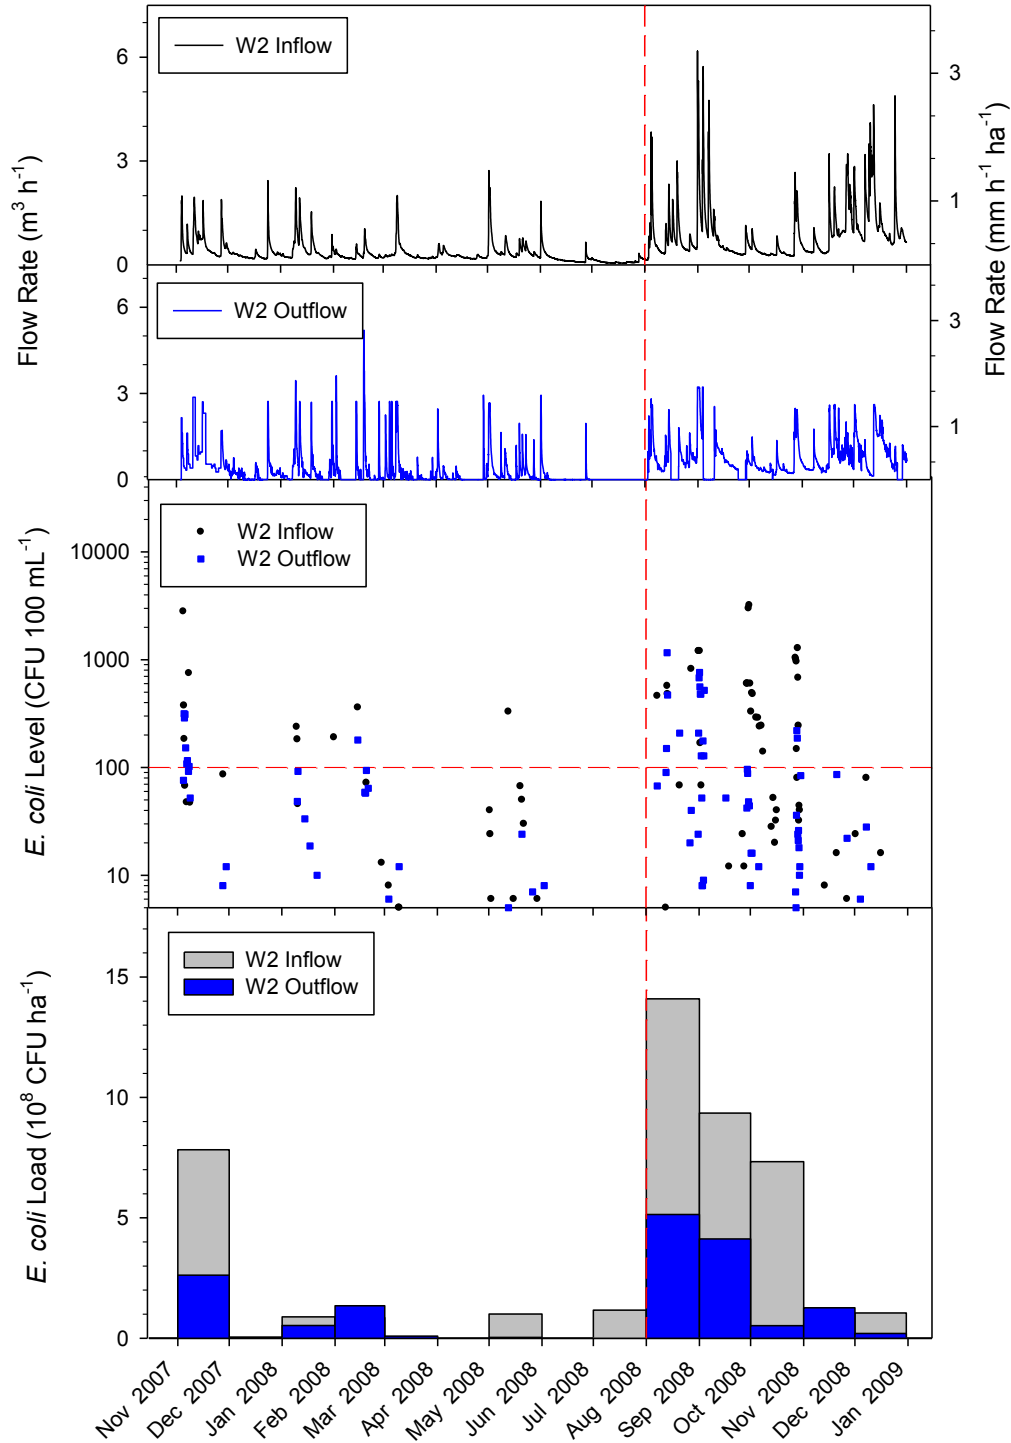 W2 Inflow
6
3
0
3
1
Flow Rate (m³ h⁻¹)
Flow Rate (mm h⁻¹ ha⁻¹)
W2 Outflow
6
3
0
3
1
W2 Inflow
W2 Outflow
10000
1000
100
10
E. coli Level (CFU 100 mL⁻¹)
W2 Inflow
W2 Outflow
15
10
5
0
E. coli Load (10⁸ CFU ha⁻¹)
Nov 2007
Dec 2007
Jan 2008
Feb 2008
Mar 2008
Apr 2008
May 2008
Jun 2008
Jul 2008
Aug 2008
Sep 2008
Oct 2008
Nov 2008
Dec 2008
Jan 2009